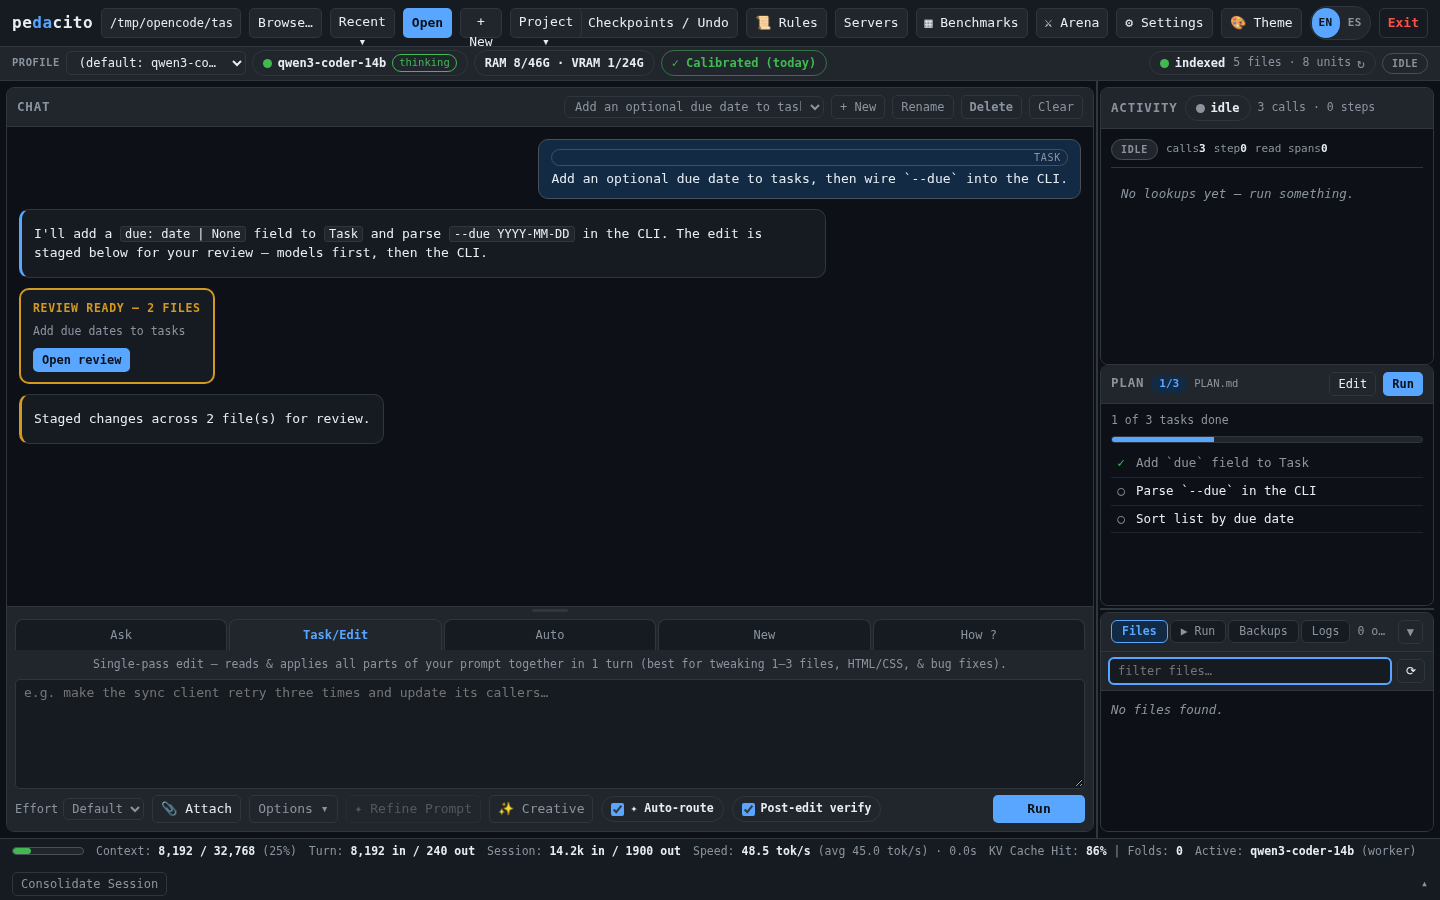 pedacito /tmp/opencode/tas Browse… Recent ▾ Open + New Project ▾ Checkpoints / Undo 📜 Rules Servers ▦ Benchmarks ⚔ Arena ⚙ Settings 🎨 Theme EN ES Exit
PROFILE (default: qwen3-co… qwen3-coder-14b thinking RAM 8/46G · VRAM 1/24G ✓ Calibrated (today) indexed 5 files · 8 units ↻ IDLE
CHAT Add an optional due date to tasl + New Rename Delete Clear
TASK
Add an optional due date to tasks, then wire `--due` into the CLI.
I'll add a due: date | None field to Task and parse --due YYYY-MM-DD in the CLI. The edit is
staged below for your review — models first, then the CLI.
REVIEW READY — 2 FILES
Add due dates to tasks
Open review
Staged changes across 2 file(s) for review.
Ask Task/Edit Auto New How ?
Single-pass edit — reads & applies all parts of your prompt together in 1 turn (best for tweaking 1–3 files, HTML/CSS, & bug fixes).
e.g. make the sync client retry three times and update its callers…
Effort Default 📎 Attach Options ▾ ✦ Refine Prompt ✨ Creative ✦ Auto-route Post-edit verify Run
ACTIVITY idle 3 calls · 0 steps
IDLE calls3 step0 read spans0
No lookups yet — run something.
PLAN 1/3 PLAN.md Edit Run
1 of 3 tasks done
✓ Add `due` field to Task
○ Parse `--due` in the CLI
○ Sort list by due date
Files ▶ Run Backups Logs 0 o… ▼
filter files… ⟳
No files found.
Context: 8,192 / 32,768 (25%) Turn: 8,192 in / 240 out Session: 14.2k in / 1900 out Speed: 48.5 tok/s (avg 45.0 tok/s) · 0.0s KV Cache Hit: 86% | Folds: 0 Active: qwen3-coder-14b (worker)
Consolidate Session ▴